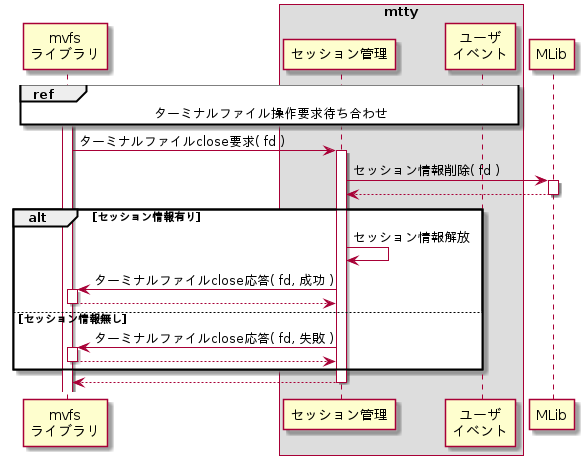 mtty
mvfs
ライブラリ
セッション管理
ユーザ
イベント
MLib
ref
ターミナルファイル操作要求待ち合わせ
ターミナルファイルclose要求( fd )
セッション情報削除( fd )
alt
[セッション情報有り]
セッション情報解放
ターミナルファイルclose応答( fd, 成功 )
[セッション情報無し]
ターミナルファイルclose応答( fd, 失敗 )
mvfs
ライブラリ
セッション管理
ユーザ
イベント
MLib